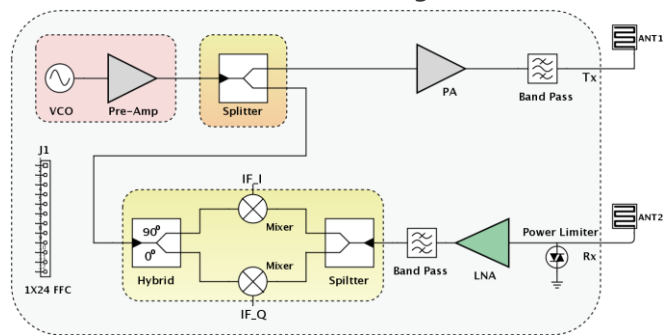 ANT1
VCO
Pre-Amp
Splitter
PA
Band Pass
Tx
J1
1X24 FFC
IF_I
90°
0°
Hybrid
Mixer
Mixer
IF_Q
Spiltter
Band Pass
LNA
Power Limiter
Rx
ANT2